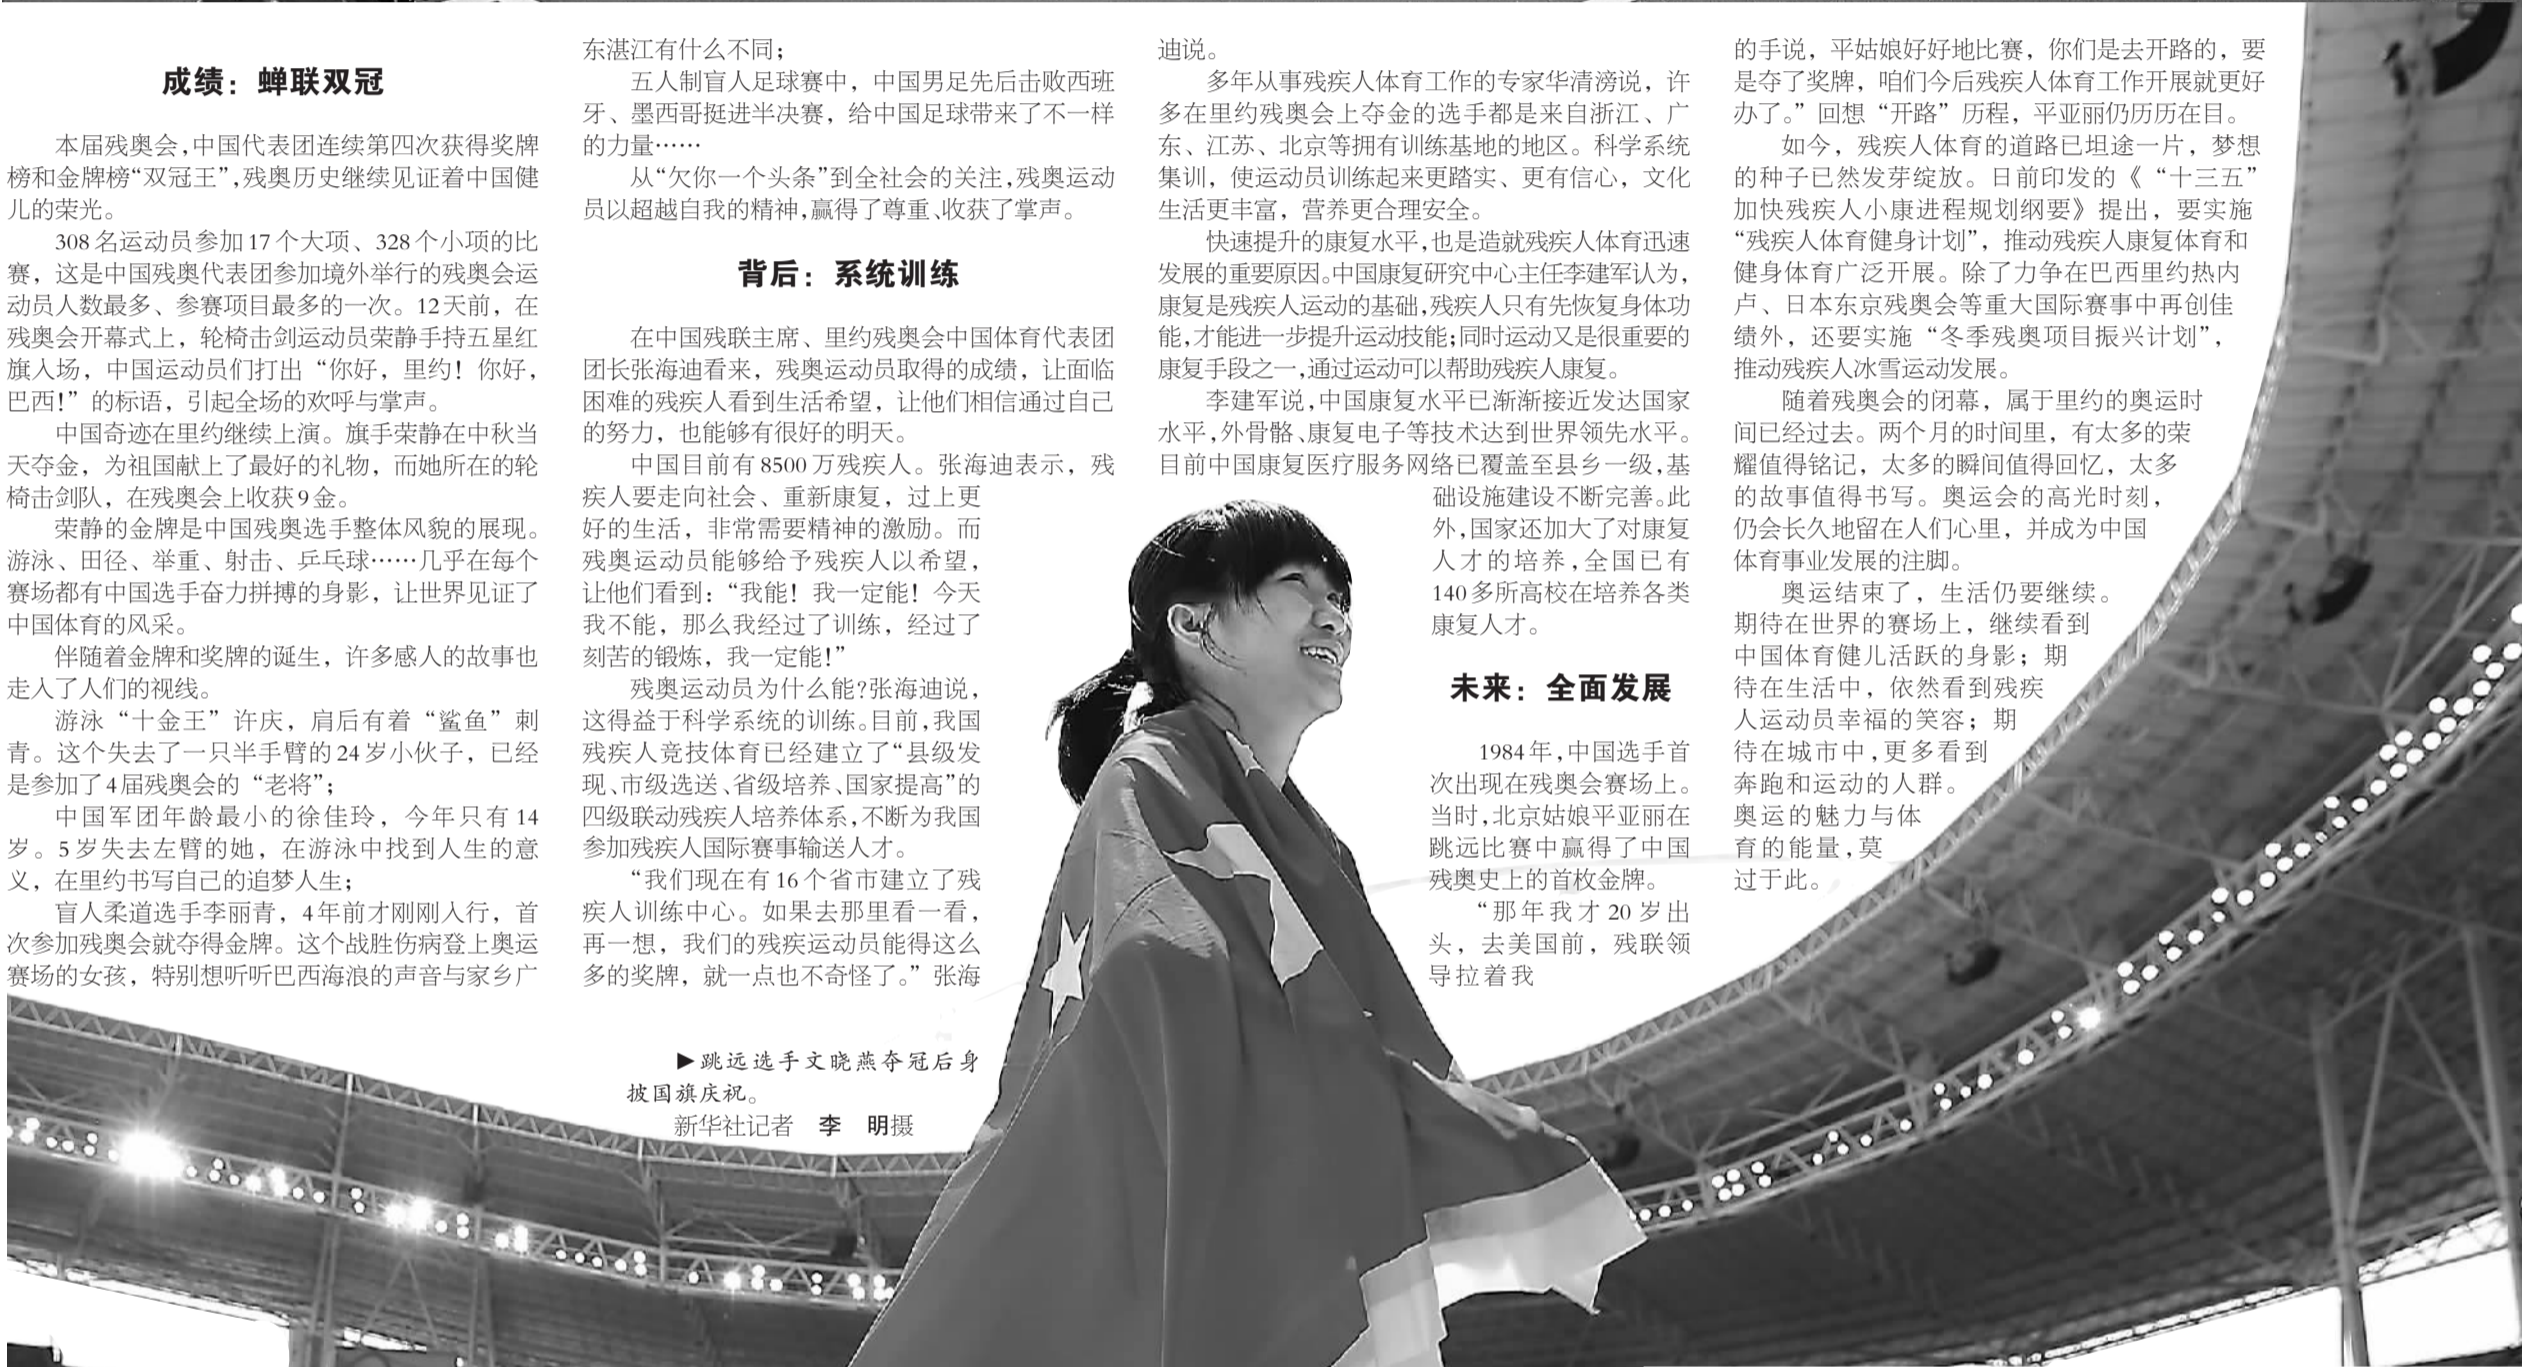 成绩：蝉联双冠
本届残奥会，中国代表团连续第四次获得奖牌
榜和金牌榜“双冠王”，残奥历史继续见证着中国健
儿的荣光。
308名运动员参加17个大项、328个小项的比
赛，这是中国残奥代表团参加境外举行的残奥会运
动员人数最多、参赛项目最多的一次。12天前，在
残奥会开幕式上，轮椅击剑运动员荣静手持五星红
旗入场，中国运动员们打出“你好，里约！你好，
巴西！”的标语，引起全场的欢呼与掌声。
中国奇迹在里约继续上演。旗手荣静在中秋当
天夺金，为祖国献上了最好的礼物，而她所在的轮
椅击剑队，在残奥会上收获9金。
荣静的金牌是中国残奥选手整体风貌的展现。
游泳、田径、举重、射击、乒乓球……几乎在每个
赛场都有中国选手奋力拼搏的身影，让世界见证了
中国体育的风采。
伴随着金牌和奖牌的诞生，许多感人的故事也
走入了人们的视线。
游泳“十金王”许庆，肩后有着“鲨鱼”刺
青。这个失去了一只半手臂的24岁小伙子，已经
是参加了4届残奥会的“老将”；
中国军团年龄最小的徐佳玲，今年只有14
岁。5岁失去左臂的她，在游泳中找到人生的意
义，在里约书写自己的追梦人生；
盲人柔道选手李丽青，4年前才刚刚入行，首
次参加残奥会就夺得金牌。这个战胜伤病登上奥运
赛场的女孩，特别想听听巴西海浪的声音与家乡广
东湛江有什么不同；
五人制盲人足球赛中，中国男足先后击败西班
牙、墨西哥挺进半决赛，给中国足球带来了不一样
的力量……
从“欠你一个头条”到全社会的关注，残奥运动
员以超越自我的精神，赢得了尊重、收获了掌声。
背后：系统训练
在中国残联主席、里约残奥会中国体育代表团
团长张海迪看来，残奥运动员取得的成绩，让面临
困难的残疾人看到生活希望，让他们相信通过自己
的努力，也能够有很好的明天。
中国目前有8500万残疾人。张海迪表示，残
疾人要走向社会、重新康复，过上更
好的生活，非常需要精神的激励。而
残奥运动员能够给予残疾人以希望，
让他们看到：“我能！我一定能！今天
我不能，那么我经过了训练，经过了
刻苦的锻炼，我一定能！”
残奥运动员为什么能？张海迪说，
这得益于科学系统的训练。目前，我国
残疾人竞技体育已经建立了“县级发
现、市级选送、省级培养、国家提高”的
四级联动残疾人培养体系，不断为我国
参加残疾人国际赛事输送人才。
“我们现在有16个省市建立了残
疾人训练中心。如果去那里看一看，
再一想，我们的残疾运动员能得这么
多的奖牌，就一点也不奇怪了。”张海
迪说。
多年从事残疾人体育工作的专家华清滂说，许
多在里约残奥会上夺金的选手都是来自浙江、广
东、江苏、北京等拥有训练基地的地区。科学系统
集训，使运动员训练起来更踏实、更有信心，文化
生活更丰富，营养更合理安全。
快速提升的康复水平，也是造就残疾人体育迅速
发展的重要原因。中国康复研究中心主任李建军认为，
康复是残疾人运动的基础，残疾人只有先恢复身体功
能，才能进一步提升运动技能；同时运动又是很重要的
康复手段之一，通过运动可以帮助残疾人康复。
李建军说，中国康复水平已渐渐接近发达国家
水平，外骨骼、康复电子等技术达到世界领先水平。
目前中国康复医疗服务网络已覆盖至县乡一级，基
础设施建设不断完善。此
外，国家还加大了对康复
人才的培养，全国已有
140多所高校在培养各类
康复人才。
未来：全面发展
1984年，中国选手首
次出现在残奥会赛场上。
当时，北京姑娘平亚丽在
跳远比赛中赢得了中国
残奥史上的首枚金牌。
“那年我才20岁出
头，去美国前，残联领
导拉着我
的手说，平姑娘好好地比赛，你们是去开路的，要
是夺了奖牌，咱们今后残疾人体育工作开展就更好
办了。”回想“开路”历程，平亚丽仍历历在目。
如今，残疾人体育的道路已坦途一片，梦想
的种子已然发芽绽放。日前印发的《“十三五”
加快残疾人小康进程规划纲要》提出，要实施
“残疾人体育健身计划”，推动残疾人康复体育和
健身体育广泛开展。除了力争在巴西里约热内
卢、日本东京残奥会等重大国际赛事中再创佳
绩外，还要实施“冬季残奥项目振兴计划”，
推动残疾人冰雪运动发展。
随着残奥会的闭幕，属于里约的奥运时
间已经过去。两个月的时间里，有太多的荣
耀值得铭记，太多的瞬间值得回忆，太多
的故事值得书写。奥运会的高光时刻，
仍会长久地留在人们心里，并成为中国
体育事业发展的注脚。
奥运结束了，生活仍要继续。
期待在世界的赛场上，继续看到
中国体育健儿活跃的身影；期
待在生活中，依然看到残疾
人运动员幸福的笑容；期
待在城市中，更多看到
奔跑和运动的人群。
奥运的魅力与体
育的能量，莫
过于此。
▶跳远选手文晓燕夺冠后身
披国旗庆祝。
新华社记者 李 明摄